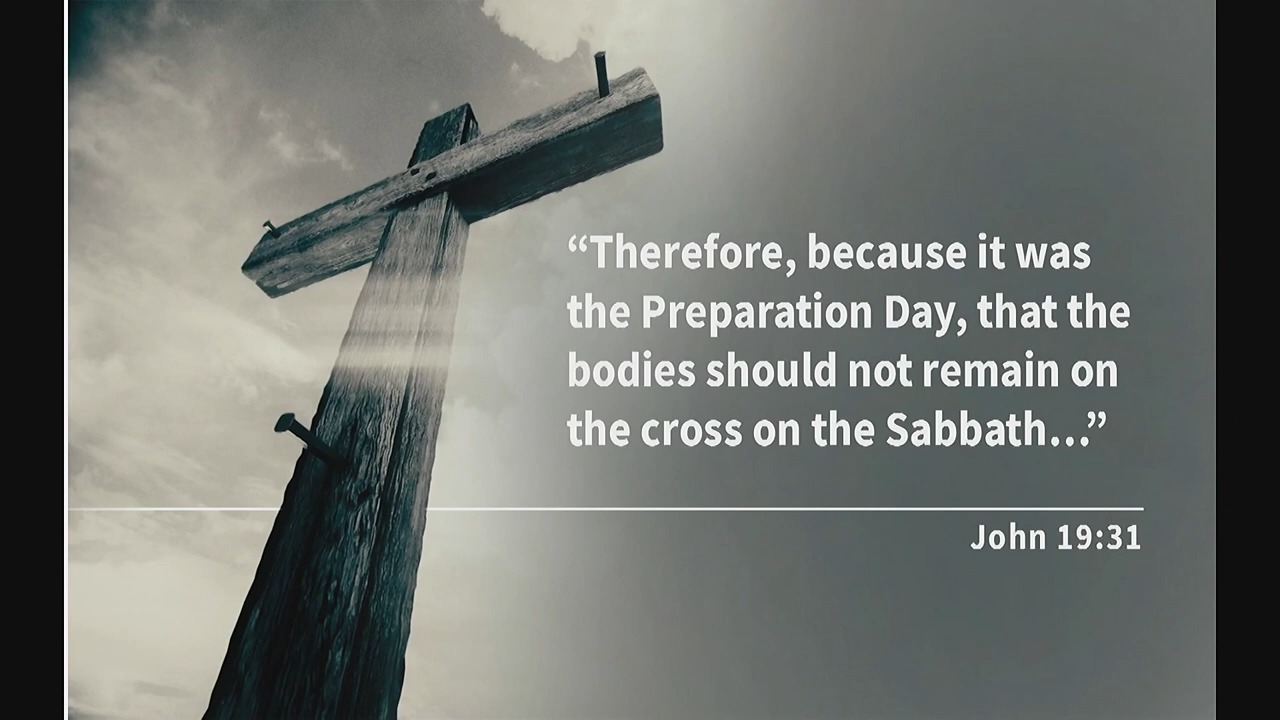 “Therefore, because it was
the Preparation Day, that the
bodies should not remain on
the cross on the Sabbath...”
John 19:31